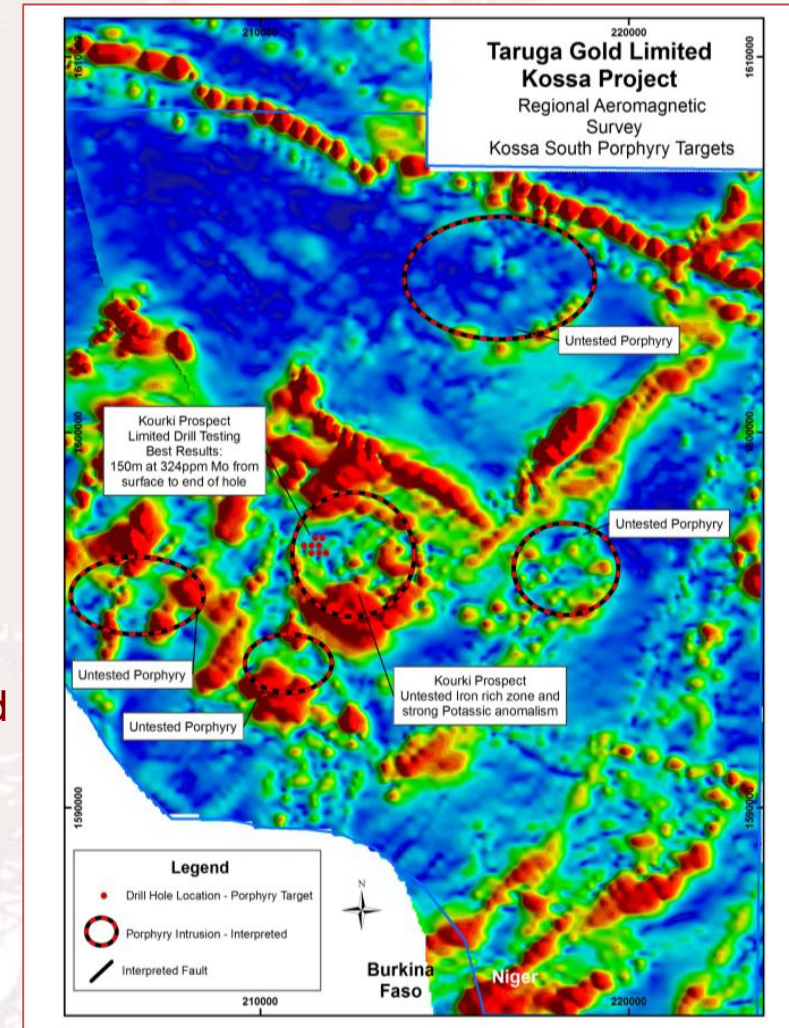 210000
220000
1610000
1610000
Taruga Gold Limited
Kossa Project
Regional Aeromagnetic
Survey
Kossa South Porphyry Targets
Untested Porphyry
1600000
1600000
Kourki Prospect
Limited Drill Testing
Best Results:
150m at 324ppm Mo from
surface to end of hole
Untested Porphyry
Untested Porphyry
Kourki Prospect
Untested Iron rich zone and
strong Potassic anomalism
Untested Porphyry
d
1590000
1590000
Legend
Drill Hole Location - Porphyry Target
Porphyry Intrusion - Interpreted
Interpreted Fault
N
Burkina
Faso
Niger
210000
220000